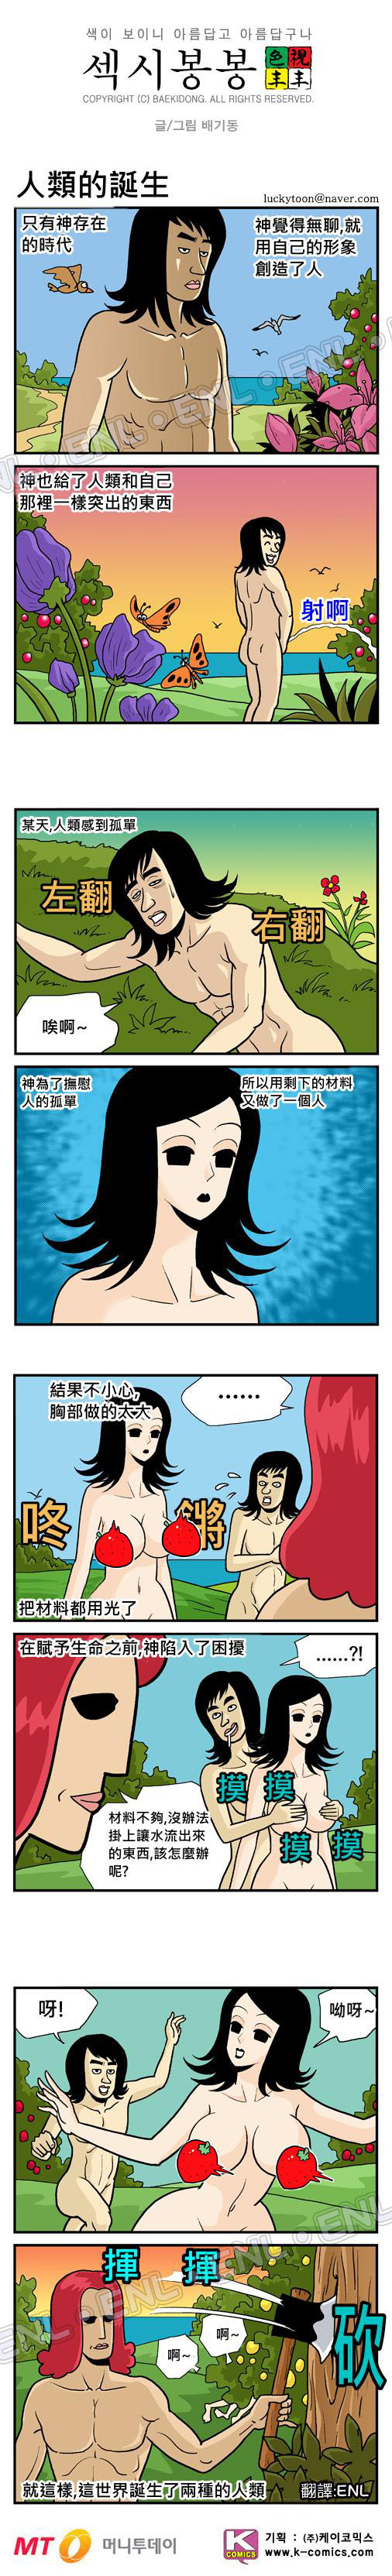 색이 보이니 아름답고 아름답구나
섹시봉봉 色視
丰丰
COPYRIGHT (C) BAEKIDONG. ALL RIGHTS RESERVED.
글/그림 배기동
人類的誕生
luckytoon@naver.com
只有神存在
的時代
神覺得無聊,就
用自己的形象
創造了人
神也給了人類和自己
那裡一樣突出的東西
射啊
某天,人類感到孤單
左翻
右翻
唉啊~
神為了撫慰
人的孤單
所以用剩下的材料
又做了一個人
結果不小心,
胸部做的太大
......
咚
鏘
把材料都用光了
在賦予生命之前,神陷入了困擾
......?!
摸 摸
摸 摸
材料不夠,沒辦法
掛上讓水流出來
的東西,該怎麼辦
呢?
呀!
呦呀~
揮 揮
砍
啊~
啊~
就這樣,這世界誕生了兩種的人類
翻譯:ENL
ENL
MT 머니투데이
K COMICS
기획 : (주)케이코믹스
www.k-comics.com